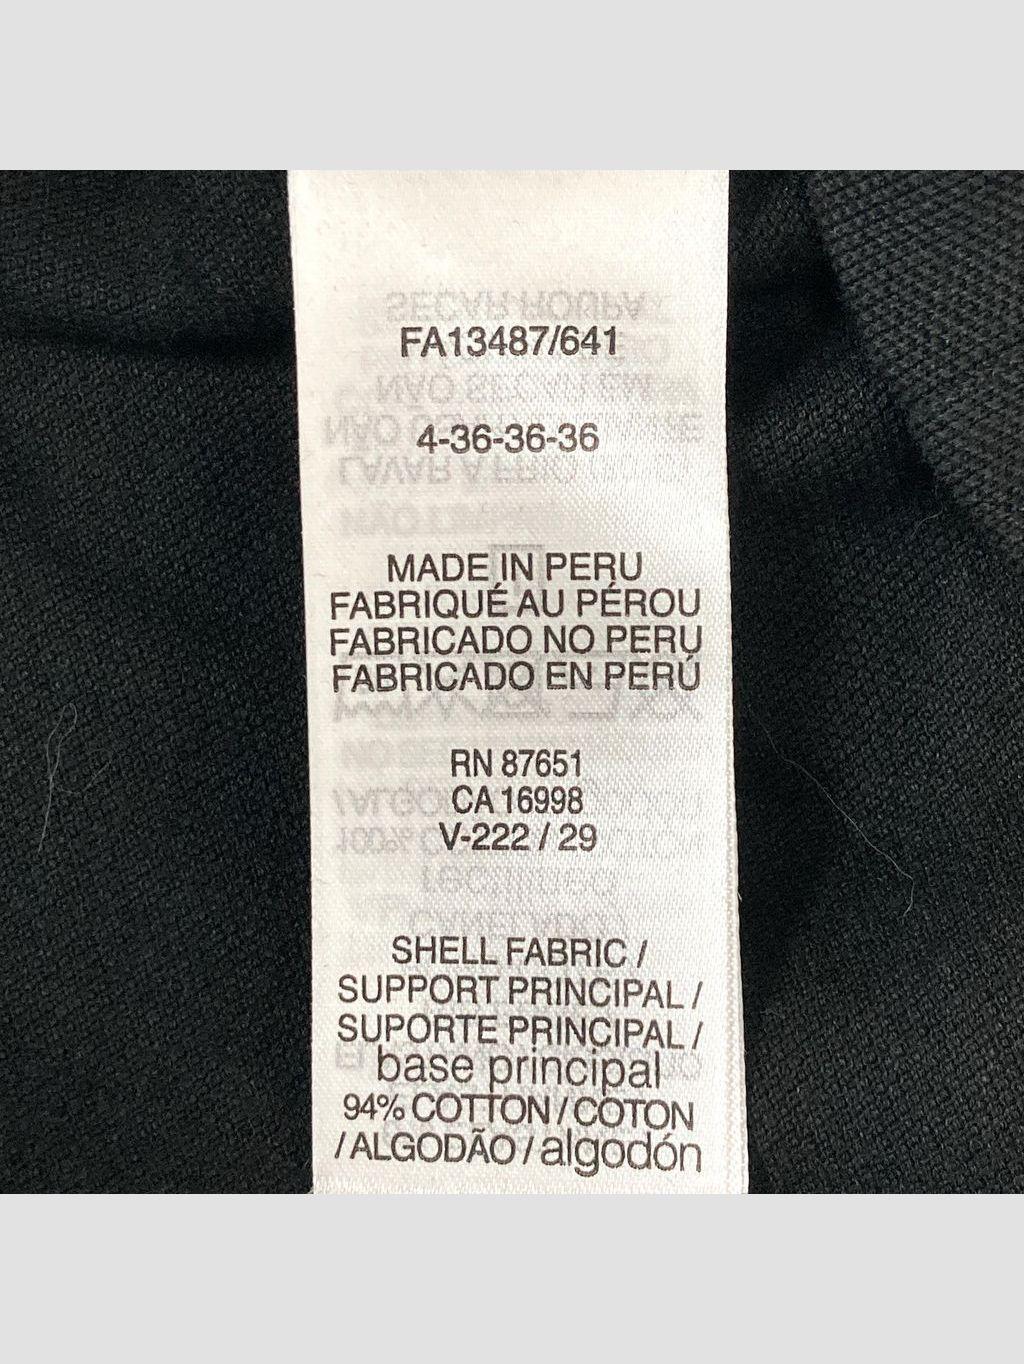 FA13487/641
4-36-36-36
MADE IN PERU
FABRIQUÉ AU PÉROU
FABRICADO NO PERU
FABRICADO EN PERÚ
RN 87651
CA 16998
V-222 / 29
SHELL FABRIC /
SUPPORT PRINCIPAL /
SUPORTE PRINCIPAL /
base principal
94% COTTON / COTON
/ ALGODÃO / algodón